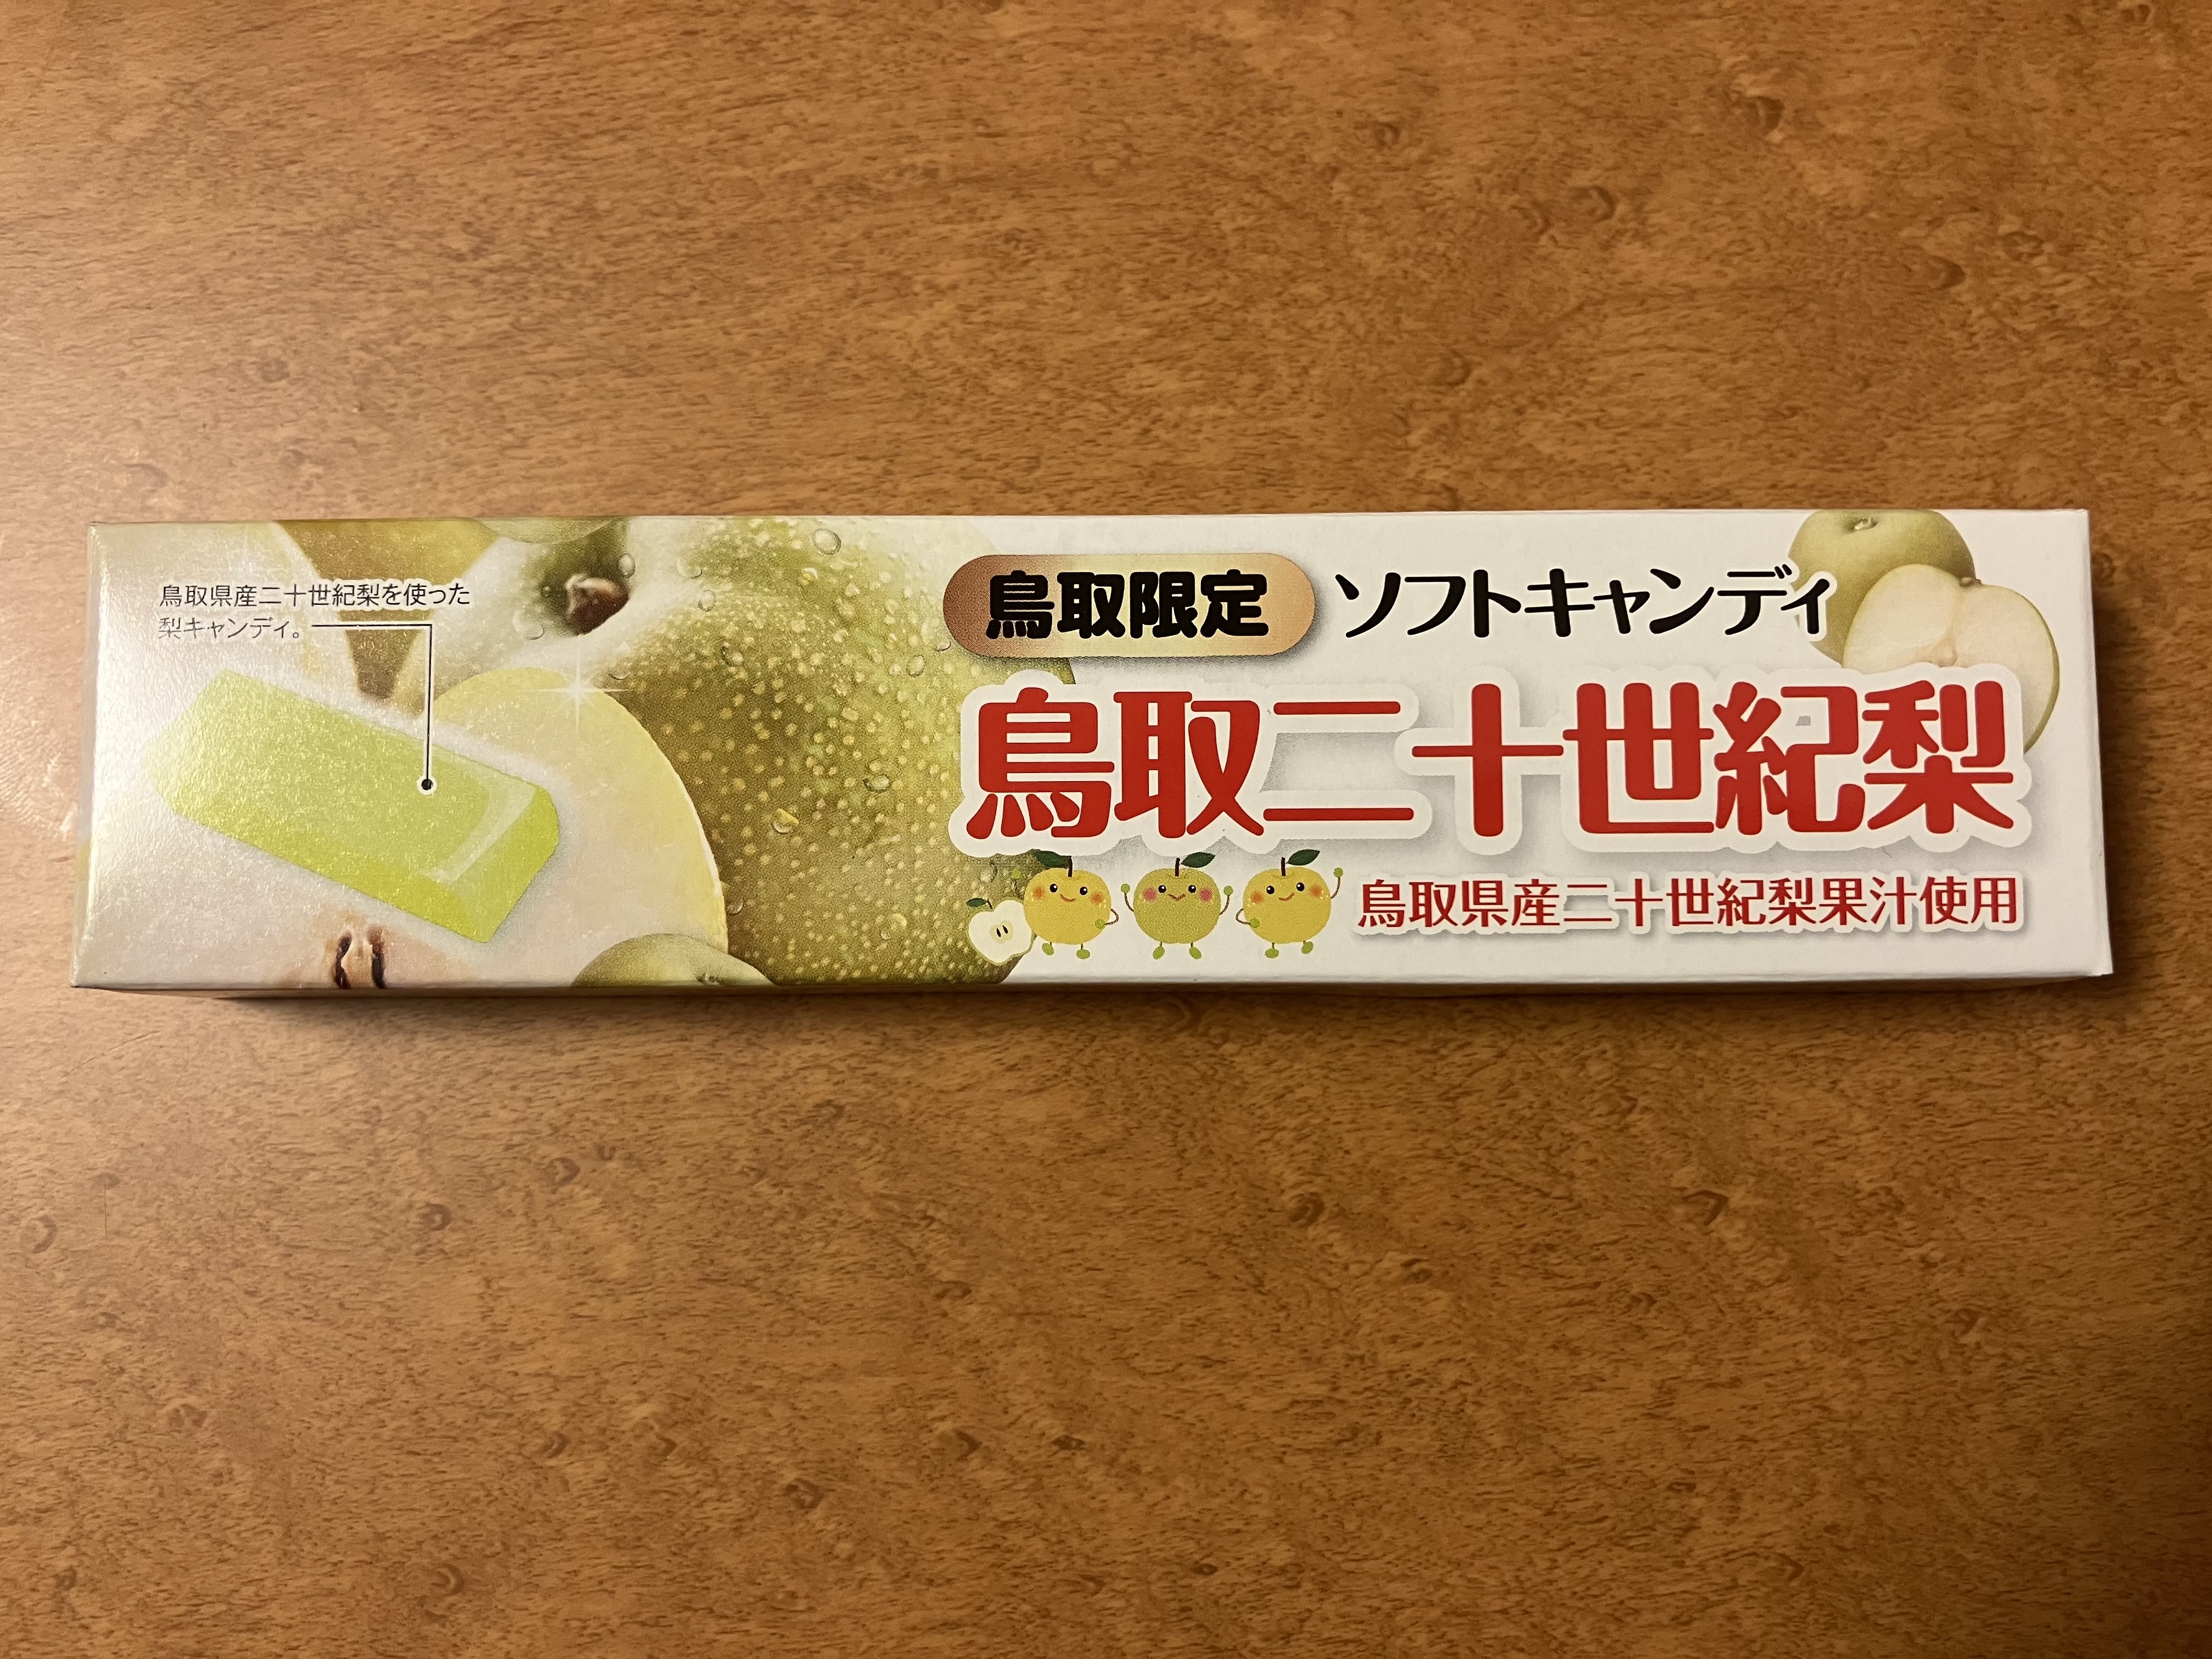 鳥取県産二十世紀梨を使った
梨キャンディ。
鳥取限定 ソフトキャンディ
鳥取二十世紀梨
鳥取県産二十世紀梨果汁使用